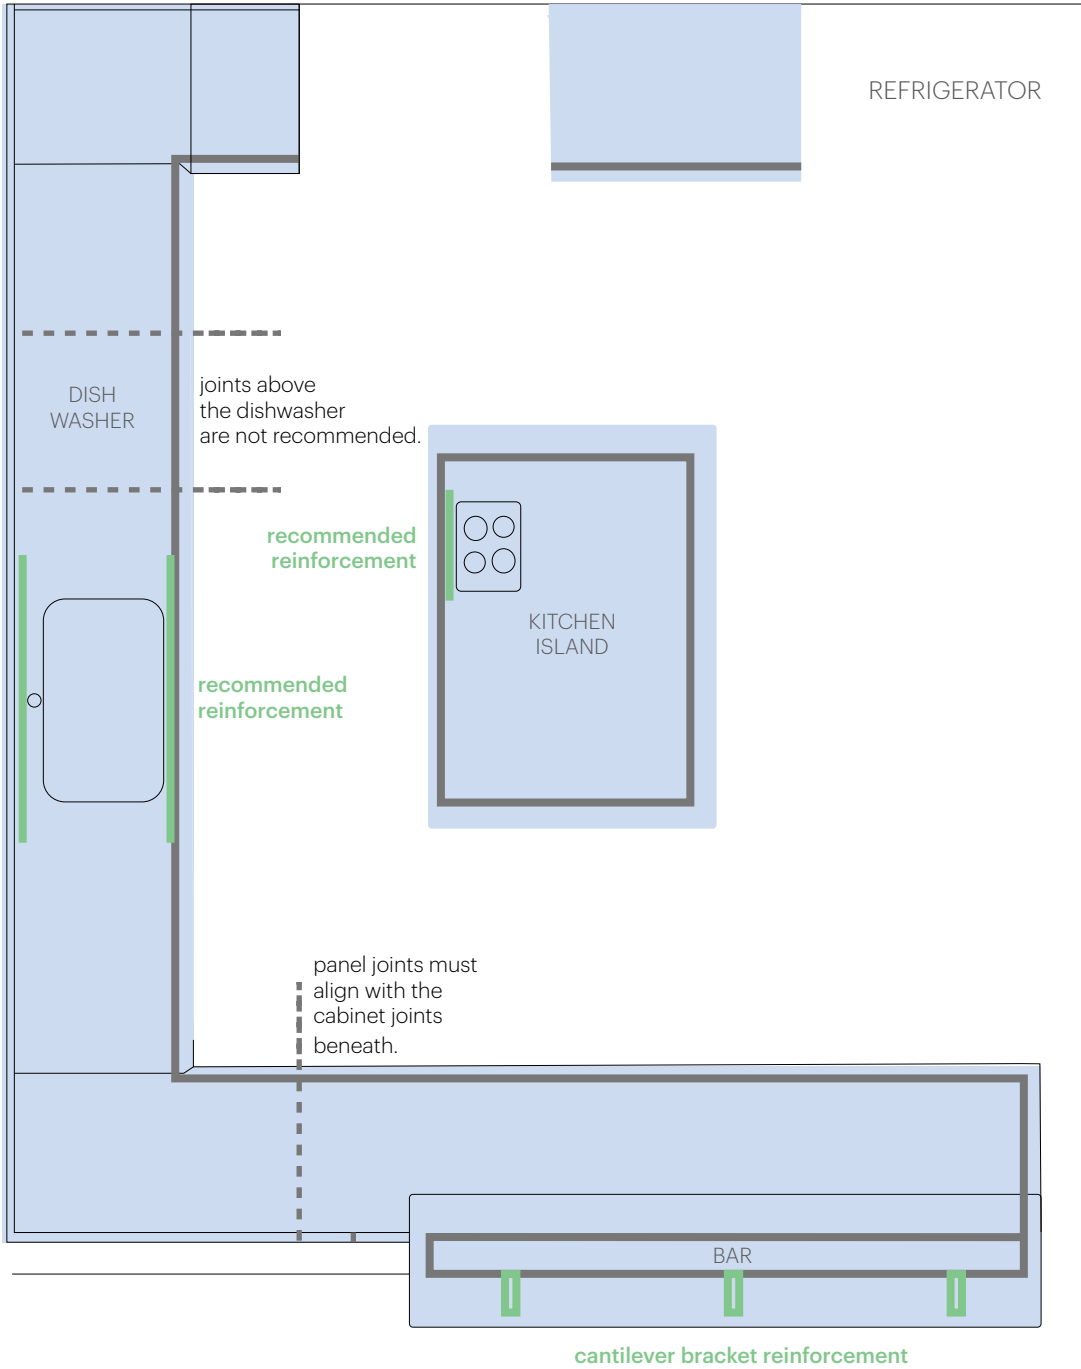 REFRIGERATOR
DISH
WASHER
joints above
the dishwasher
are not recommended.
recommended
reinforcement
KITCHEN
ISLAND
recommended
reinforcement
panel joints must
align with the
cabinet joints
beneath.
BAR
cantilever bracket reinforcement